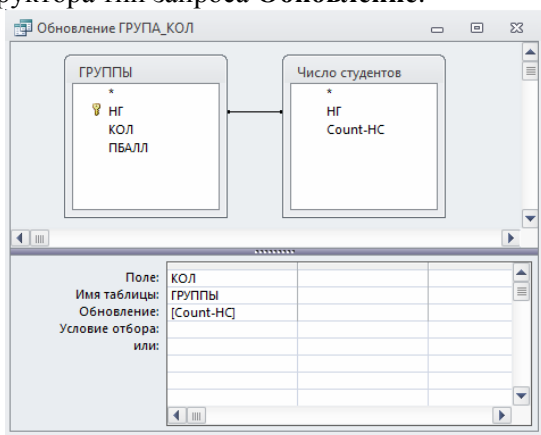 руктора тип запроса Обновление.
Обновление ГРУПА_КОЛ
ГРУППЫ
*
НГ
КОЛ
ПБАЛЛ
Число студентов
*
НГ
Count-НС
Поле: КОЛ
Имя таблицы: ГРУППЫ
Обновление: [Count-НС]
Условие отбора:
или: